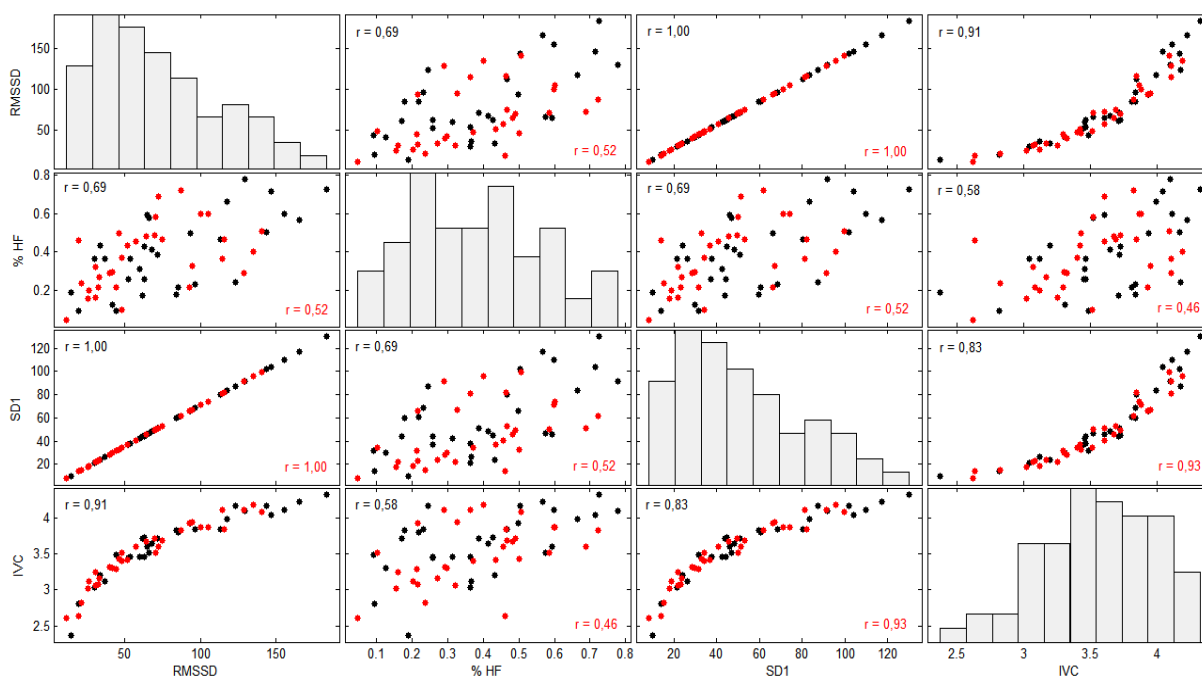 RMSSD
150
100
50
r = 0,69
r = 0,52
r = 1,00
r = 1,00
r = 0,91
% HF
0.8
0.6
0.4
0.2
r = 0,69
r = 0,52
r = 0,69
r = 0,52
r = 0,58
r = 0,46
SD1
120
100
80
60
40
20
r = 1,00
r = 1,00
r = 0,69
r = 0,52
r = 0,83
r = 0,93
IVC
4
3.5
3
2.5
r = 0,91
r = 0,58
r = 0,46
r = 0,83
r = 0,93
50 100 150
0.1 0.2 0.3 0.4 0.5 0.6 0.7 0.8
20 40 60 80 100 120
2.5 3 3.5 4
RMSSD
% HF
SD1
IVC